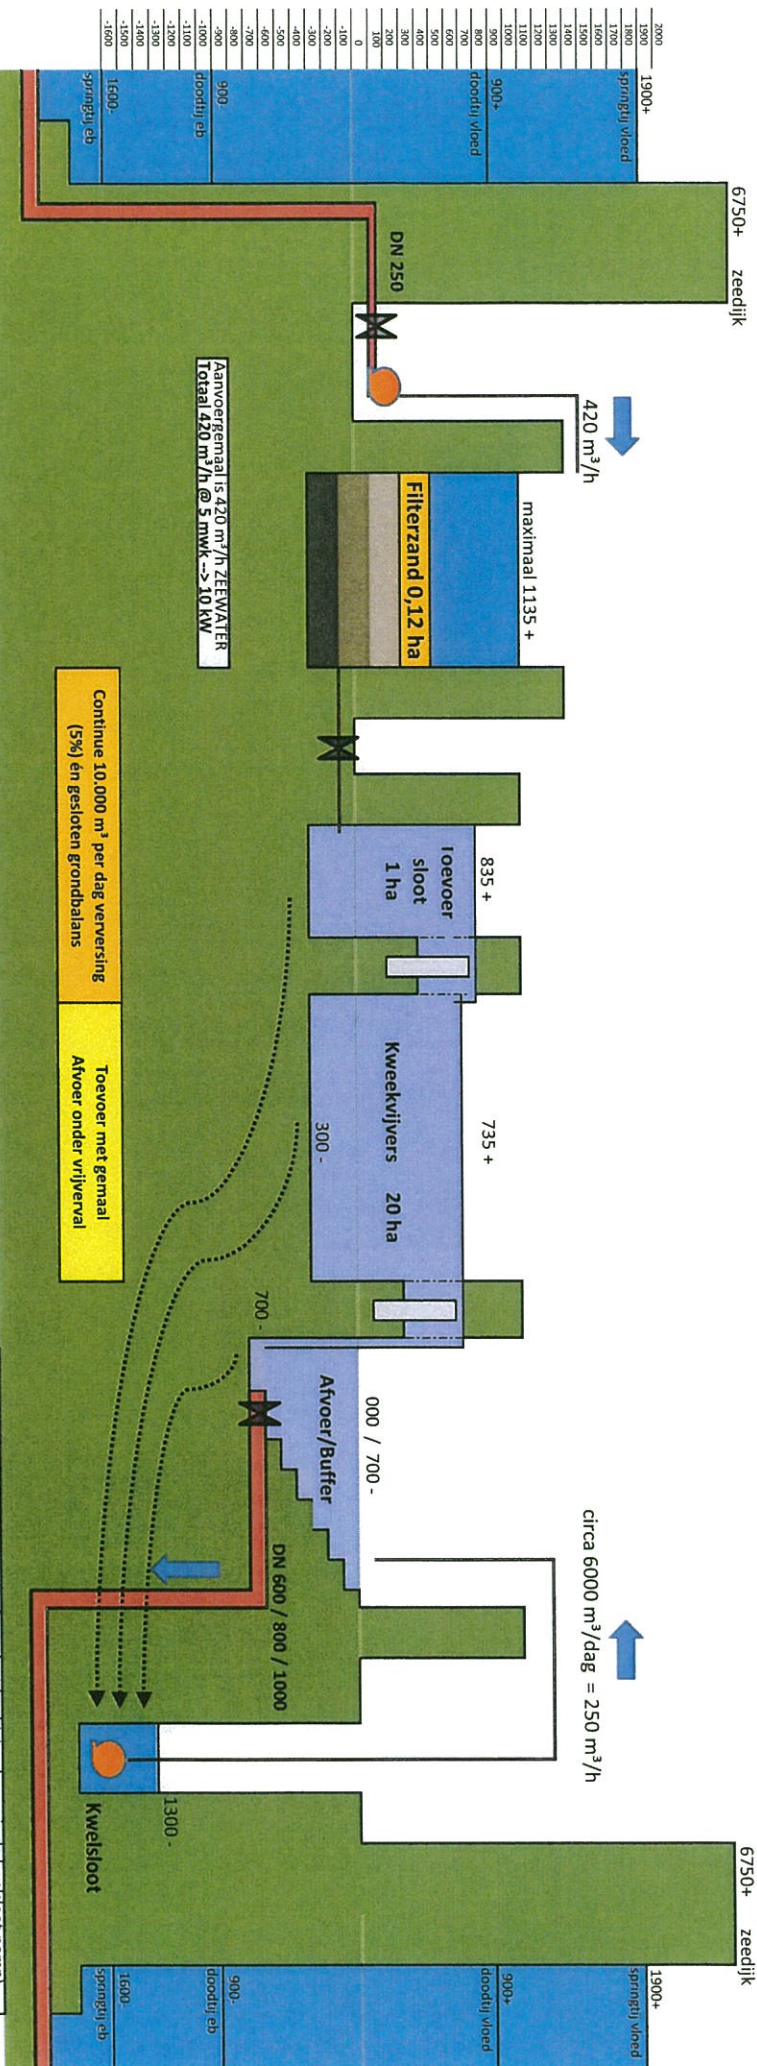 2000
1900
1800
1700
1600
1500
1400
1300
1200
1100
1000
900
800
700
600
500
400
300
200
100
0
-100
-200
-300
-400
-500
-600
-700
-800
-900
-1000
-1100
-1200
-1300
-1400
-1500
-1600
1900+
springtij vloed
900+
doodtij vloed
900-
doodtij eb
1600-
springtij eb
6750+ zeedijk
DN 250
420 m³/h
Aanvoergemaal is 420 m³/h ZEEWATER
Totaal 420 m³/h @ 5 mwk --> 10 kW
maximaal 1135 +
Filterzand 0,12 ha
835 +
Toevoer
sloot
1 ha
735 +
Kweekvijvers 20 ha
300 -
Continue 10.000 m³ per dag verversing
(5%) én gesloten grondbalans
Toevoer met gemaal
Afvoer onder vrijverval
700 -
000 / 700 -
Afvoer/Buffer
DN 600 / 800 / 1000
circa 6000 m³/dag = 250 m³/h
1300 -
Kwelsloot
6750+ zeedijk
1900+
springtij vloed
900+
doodtij vloed
900-
doodtij eb
1600-
springtij eb